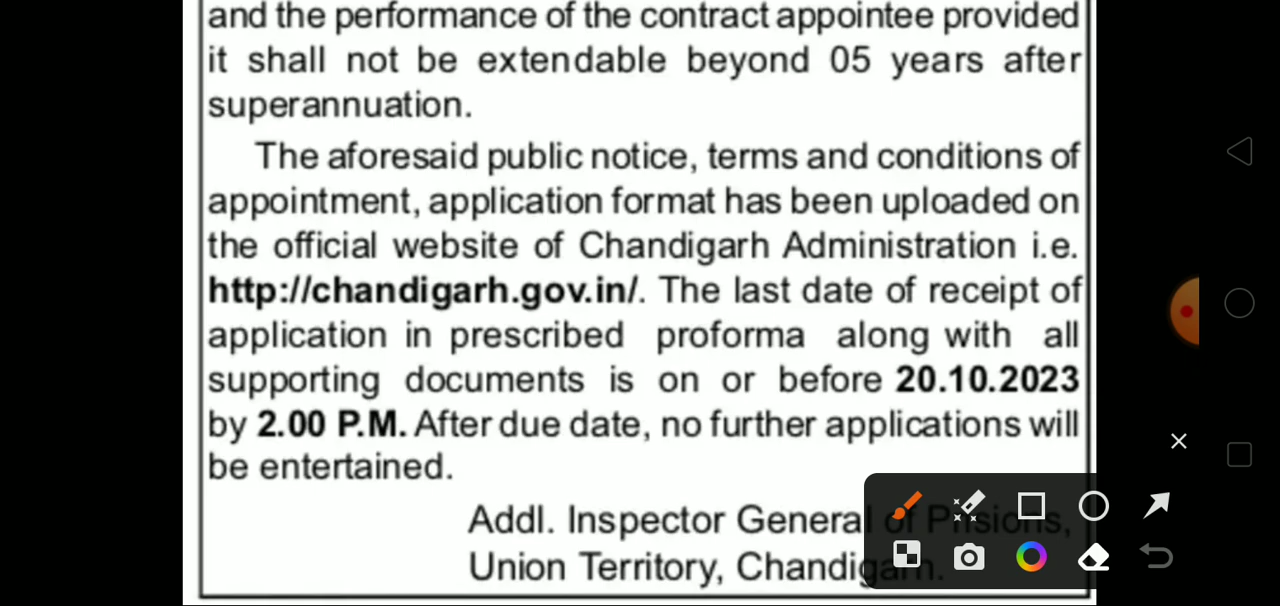 and the performance of the contract appointee provided
it shall not be extendable beyond 05 years after
superannuation.
The aforesaid public notice, terms and conditions of
appointment, application format has been uploaded on
the official website of Chandigarh Administration i.e.
http://chandigarh.gov.in/. The last date of receipt of
application in prescribed proforma along with all
supporting documents is on or before 20.10.2023
by 2.00 P.M. After due date, no further applications will
be entertained.
Addl. Inspector General of Prisions,
Union Territory, Chandigarh.